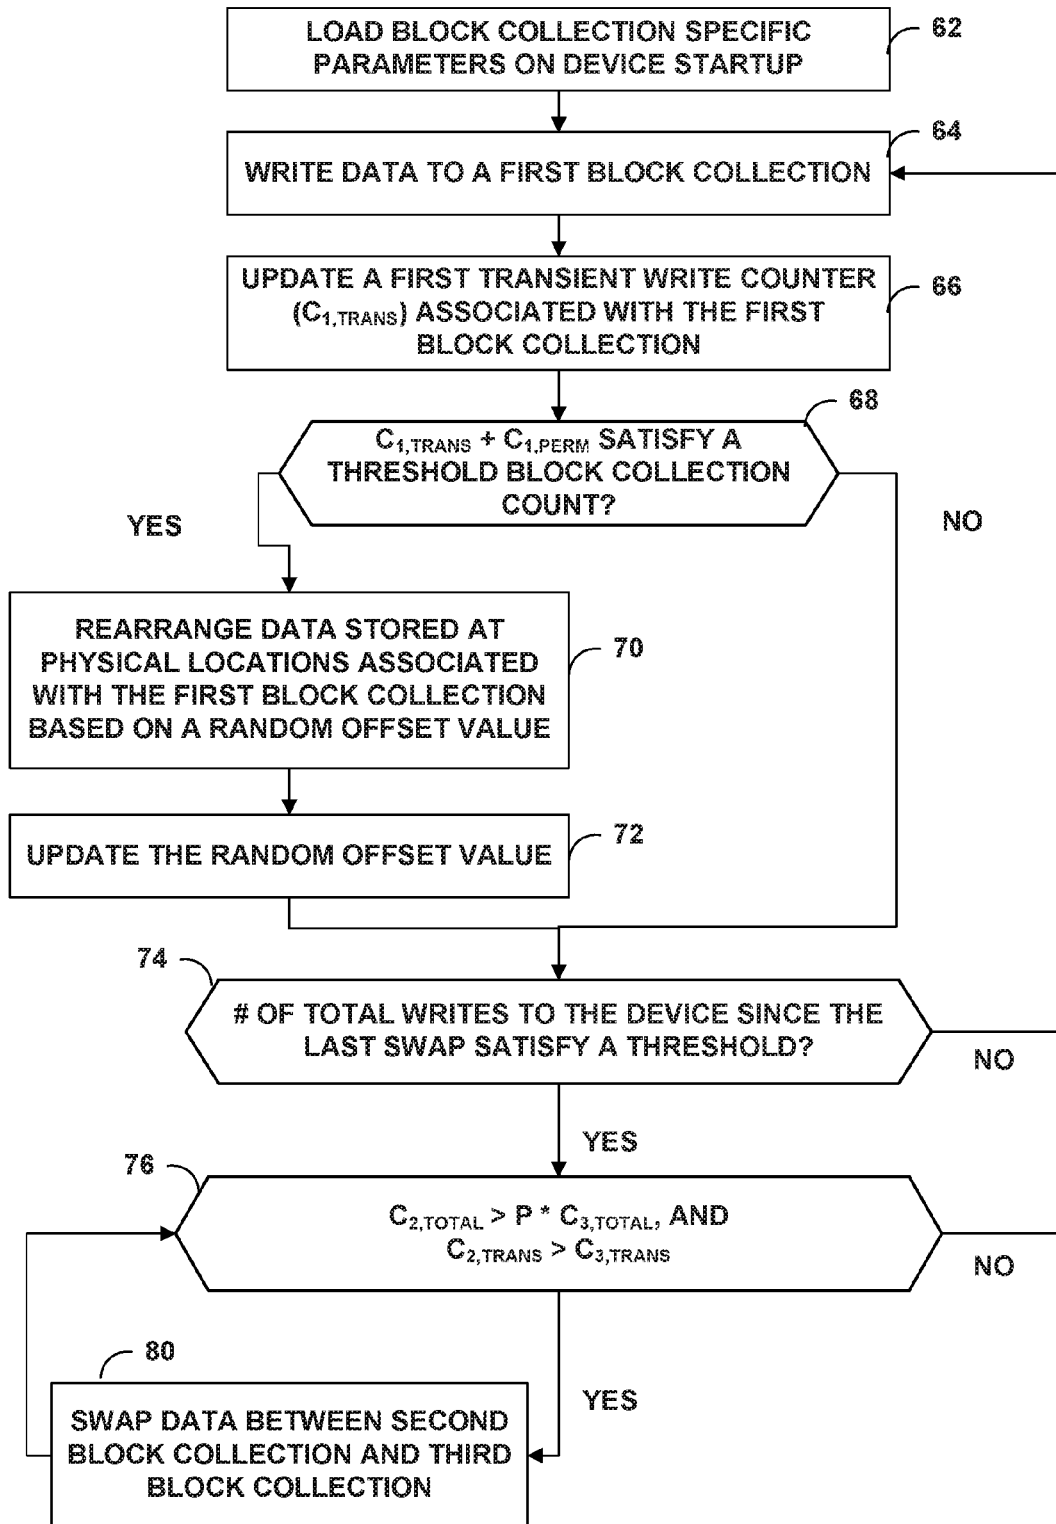 LOAD BLOCK COLLECTION SPECIFIC
PARAMETERS ON DEVICE STARTUP
62
WRITE DATA TO A FIRST BLOCK COLLECTION
64
UPDATE A FIRST TRANSIENT WRITE COUNTER
(C1,TRANS) ASSOCIATED WITH THE FIRST
BLOCK COLLECTION
66
C1,TRANS + C1,PERM SATISFY A
THRESHOLD BLOCK COLLECTION
COUNT?
68
YES
NO
REARRANGE DATA STORED AT
PHYSICAL LOCATIONS ASSOCIATED
WITH THE FIRST BLOCK COLLECTION
BASED ON A RANDOM OFFSET VALUE
70
UPDATE THE RANDOM OFFSET VALUE
72
74
# OF TOTAL WRITES TO THE DEVICE SINCE THE
LAST SWAP SATISFY A THRESHOLD?
NO
YES
76
C2,TOTAL > P * C3,TOTAL, AND
C2,TRANS > C3,TRANS
NO
YES
80
SWAP DATA BETWEEN SECOND
BLOCK COLLECTION AND THIRD
BLOCK COLLECTION